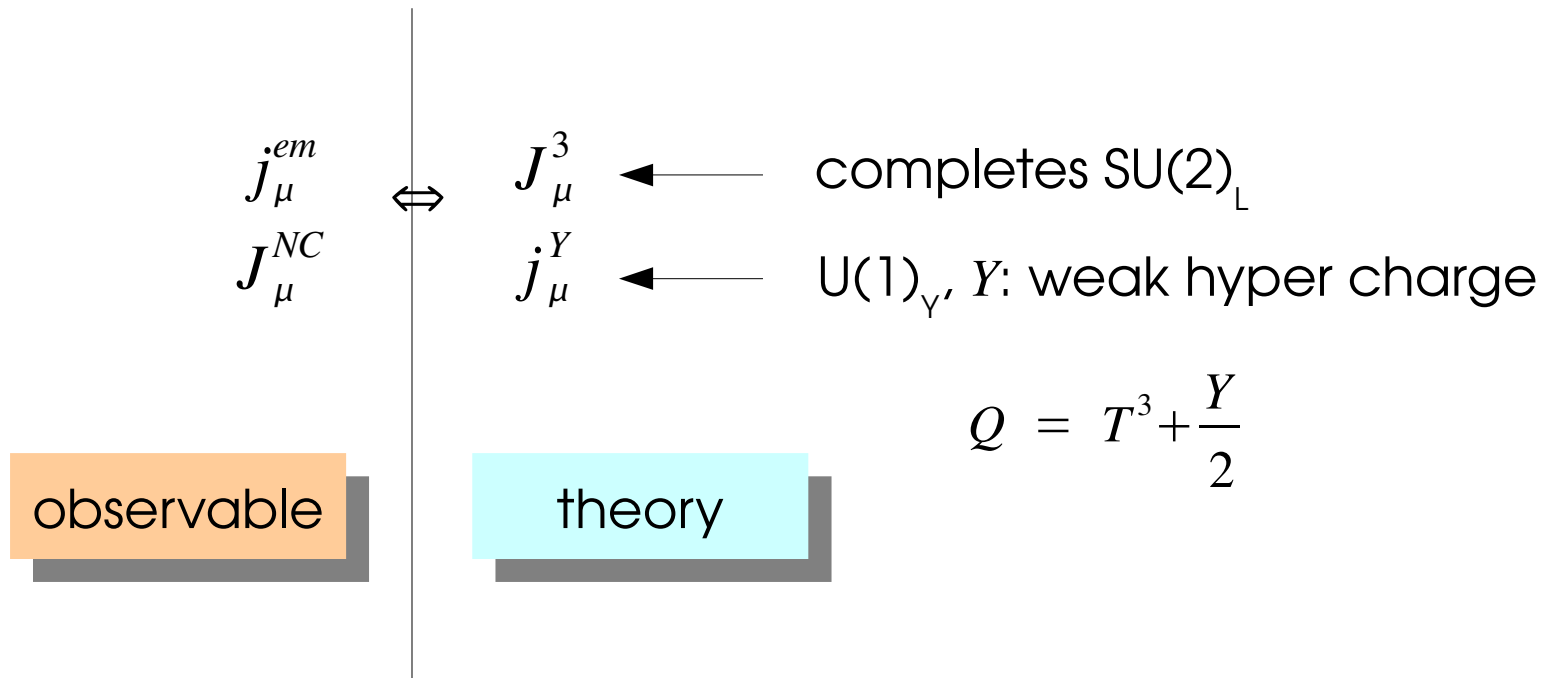 j_μ^em ⇔ J_μ^3 completes SU(2)_L
J_μ^NC j_μ^Y U(1)_Y, Y: weak hyper charge
Q = T^3 + Y/2
observable theory